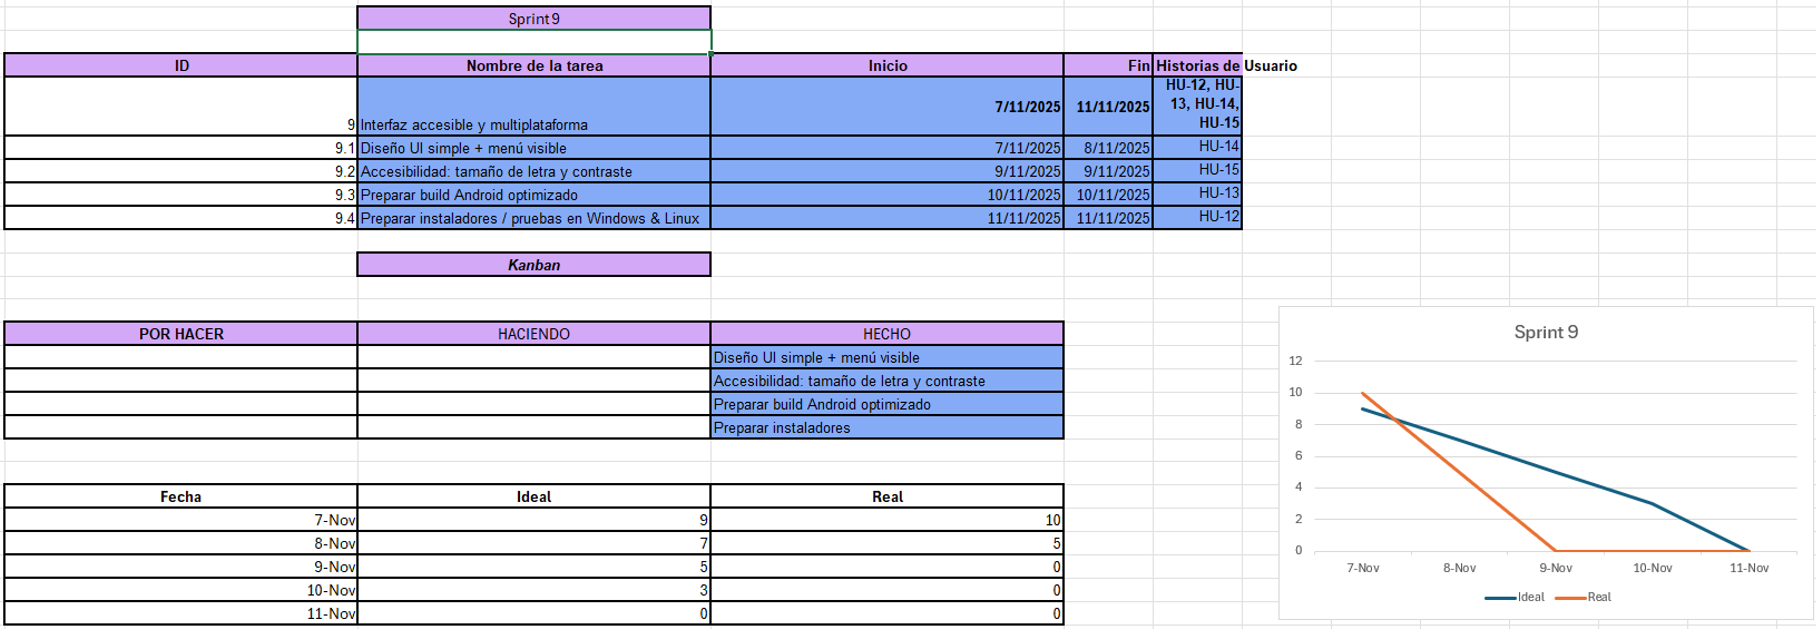 Sprint 9
ID Nombre de la tarea Inicio Fin Historias de Usuario
9 Interfaz accesible y multiplataforma 7/11/2025 11/11/2025 HU-12, HU-
13, HU-14,
HU-15
9.1 Diseño UI simple + menú visible 7/11/2025 8/11/2025 HU-14
9.2 Accesibilidad: tamaño de letra y contraste 9/11/2025 9/11/2025 HU-15
9.3 Preparar build Android optimizado 10/11/2025 10/11/2025 HU-13
9.4 Preparar instaladores / pruebas en Windows & Linux 11/11/2025 11/11/2025 HU-12
Kanban
POR HACER HACIENDO HECHO
Diseño UI simple + menú visible
Accesibilidad: tamaño de letra y contraste
Preparar build Android optimizado
Preparar instaladores
Fecha Ideal Real
7-Nov 9 10
8-Nov 7 5
9-Nov 5 0
10-Nov 3 0
11-Nov 0 0
Sprint 9
12
10
8
6
4
2
0
7-Nov 8-Nov 9-Nov 10-Nov 11-Nov
Ideal Real